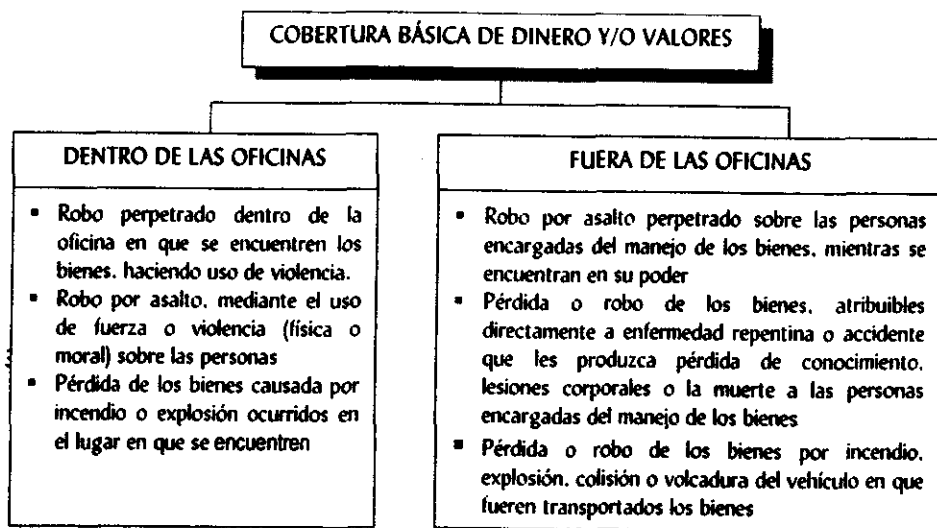 COBERTURA BÁSICA DE DINERO Y/O VALORES
DENTRO DE LAS OFICINAS
▪ Robo perpetrado dentro de la
oficina en que se encuentren los
bienes. haciendo uso de violencia.
▪ Robo por asalto. mediante el uso
de fuerza o violencia (física o
moral) sobre las personas
▪ Pérdida de los bienes causada por
incendio o explosión ocurridos en
el lugar en que se encuentren
FUERA DE LAS OFICINAS
▪ Robo por asalto perpetrado sobre las personas
encargadas del manejo de los bienes. mientras se
encuentran en su poder
▪ Pérdida o robo de los bienes. atribuibles
directamente a enfermedad repentina o accidente
que les produzca pérdida de conocimiento.
lesiones corporales o la muerte a las personas
encargadas del manejo de los bienes
▪ Pérdida o robo de los bienes por incendio.
explosión. colisión o volcadura del vehículo en que
fueren transportados los bienes